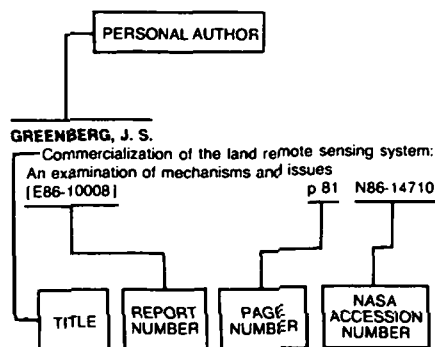 PERSONAL AUTHOR
GREENBERG, J. S.
Commercialization of the land remote sensing system:
An examination of mechanisms and issues
[E86-10008] p 81 N86-14710
TITLE
REPORT
NUMBER
PAGE
NUMBER
NASA
ACCESSION
NUMBER